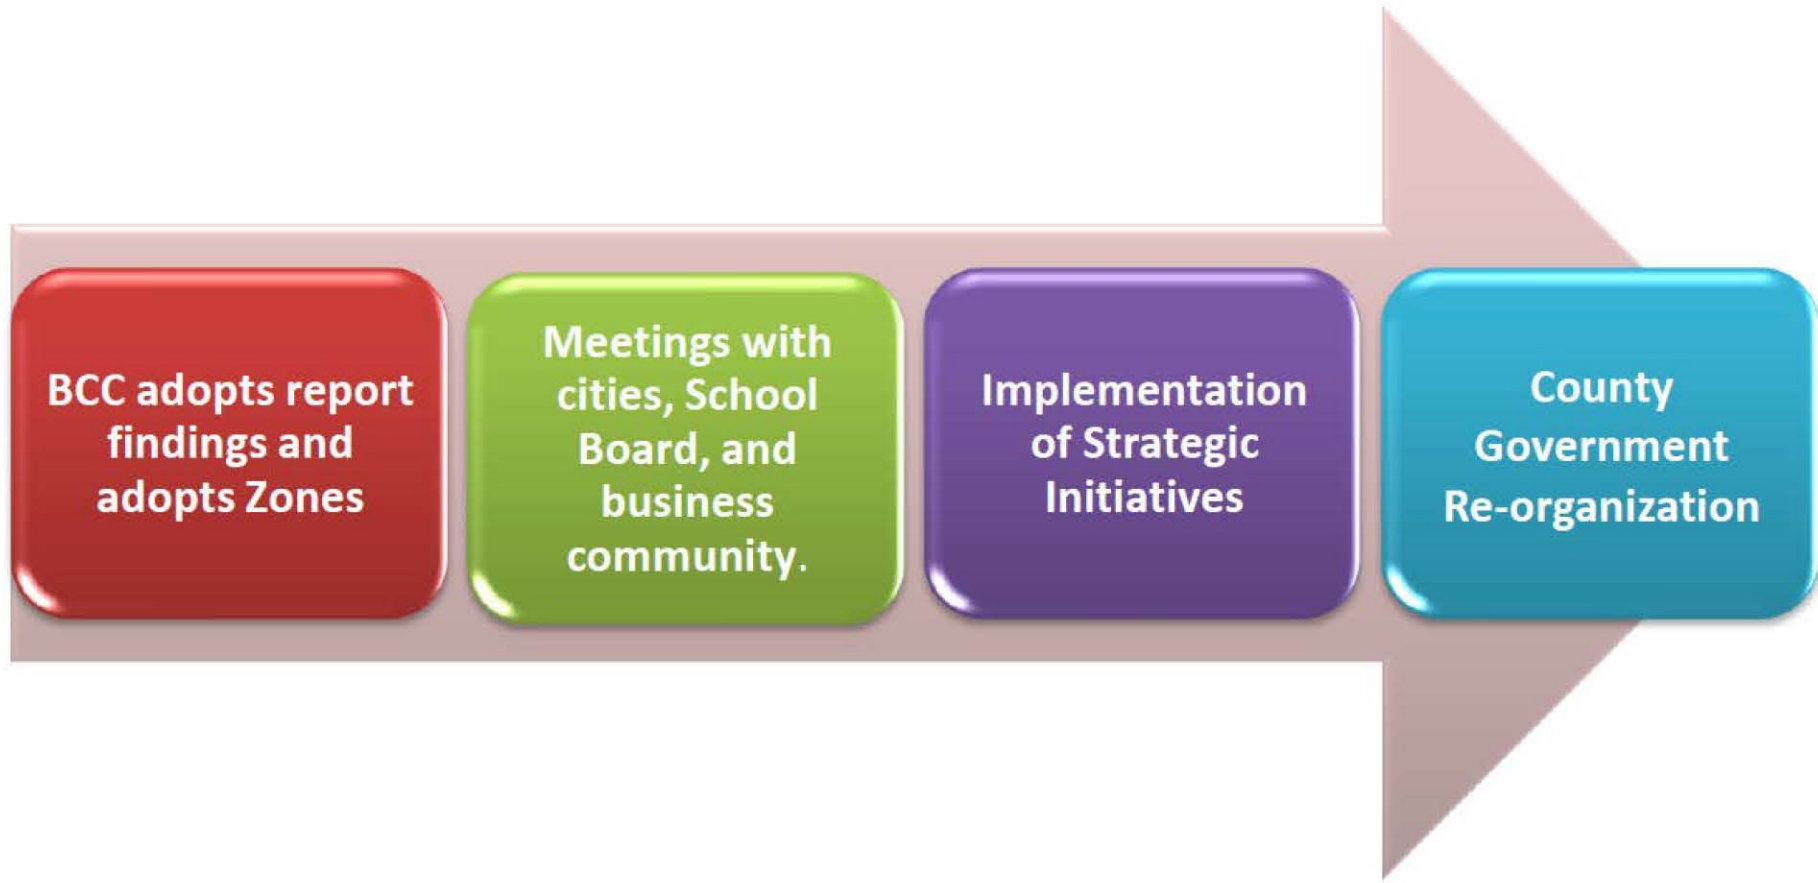 BCC adopts report
findings and
adopts Zones
Meetings with
cities, School
Board, and
business
community.
Implementation
of Strategic
Initiatives
County
Government
Re-organization